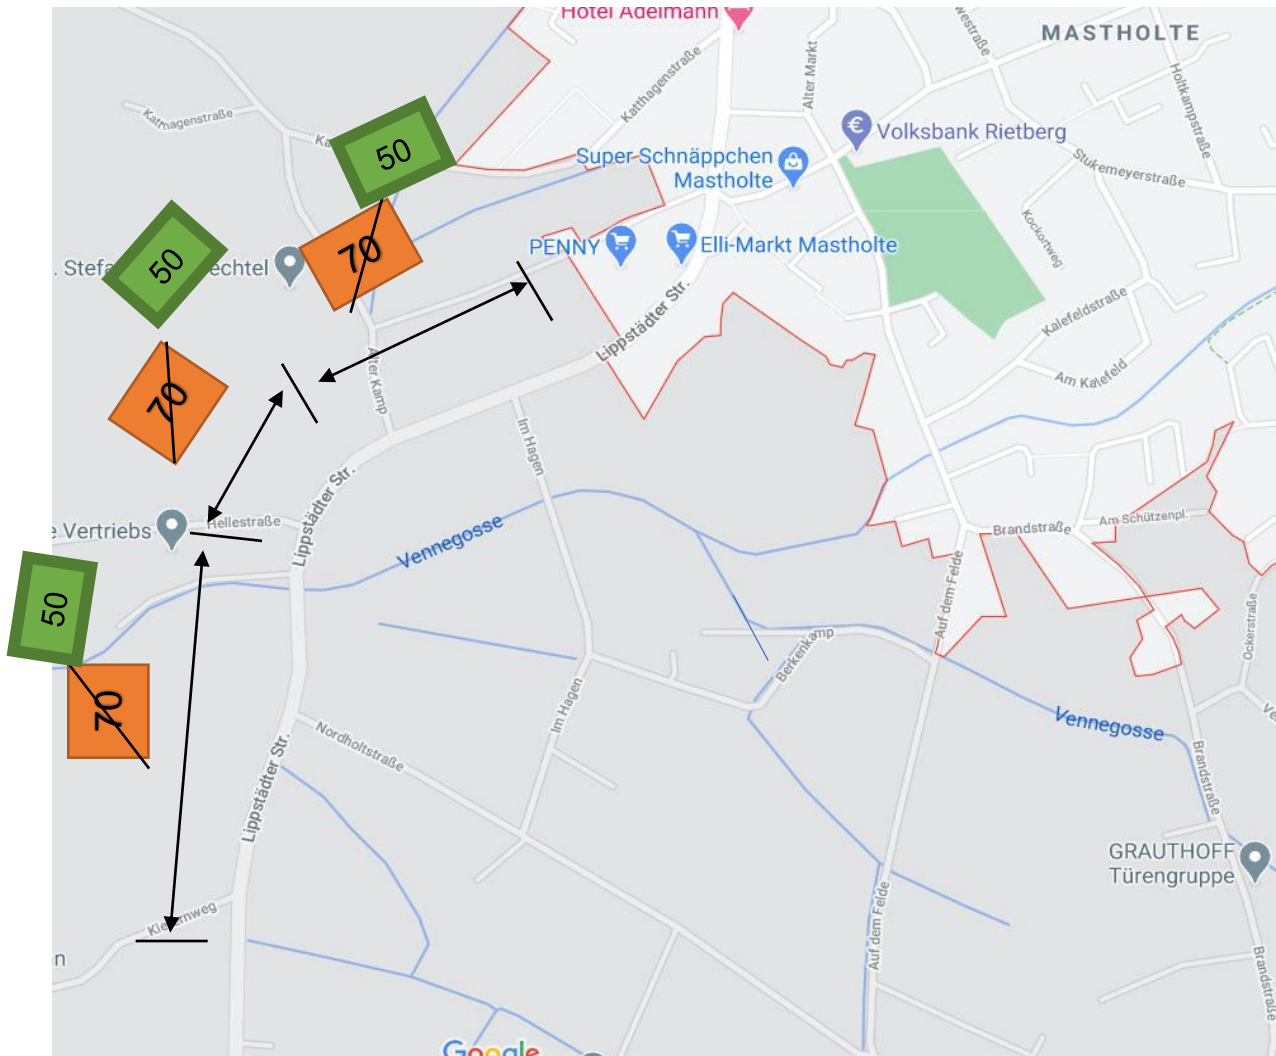 Hotel Adelmann
MASTHOLTE
Katthagenstraße
Alter Markt
Holtkampstraße
Katthagenstraße
Volksbank Rietberg
50
Super Schnäppchen
Mastholte
Stukemeyerstraße
Kockortweg
50
70
PENNY
Elli-Markt Mastholte
echtel
Lippstädter Str.
Kalefeldstraße
Alter Kamp
Am Kalefeld
70
Im Hagen
Lippstädter Str.
Hellestraße
e Vertriebs
Vennegosse
Brandstraße
Am Schützenpl.
50
Auf dem Felde
Ockerstraße
Berkenkamp
70
Im Hagen
Vennegosse
Nordholtstraße
Lippstädter Str.
Brandstraße
GRAUTHOFF
Türengruppe
Auf dem Felde
Brandstraße
Google